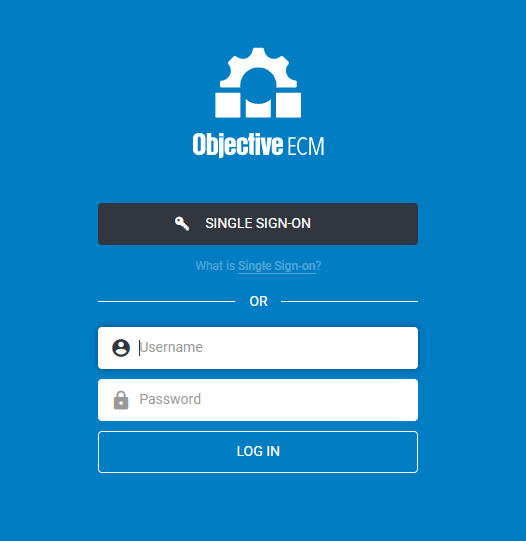 Objective ECM
SINGLE SIGN-ON
What is Single Sign-on?
OR
Username
Password
LOG IN